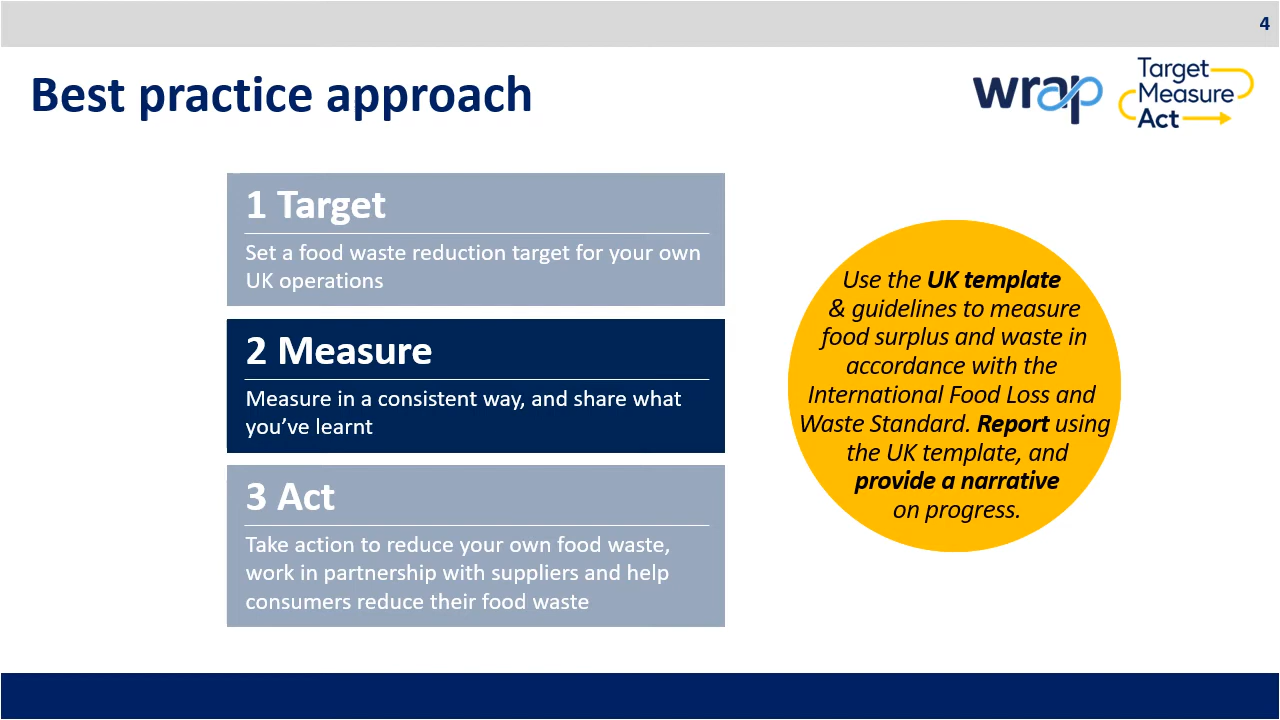 4
Best practice approach
wrap
Target
Measure
Act
1 Target
Set a food waste reduction target for your own
UK operations
2 Measure
Measure in a consistent way, and share what
you’ve learnt
3 Act
Take action to reduce your own food waste,
work in partnership with suppliers and help
consumers reduce their food waste
Use the UK template
& guidelines to measure
food surplus and waste in
accordance with the
International Food Loss and
Waste Standard. Report using
the UK template, and
provide a narrative
on progress.